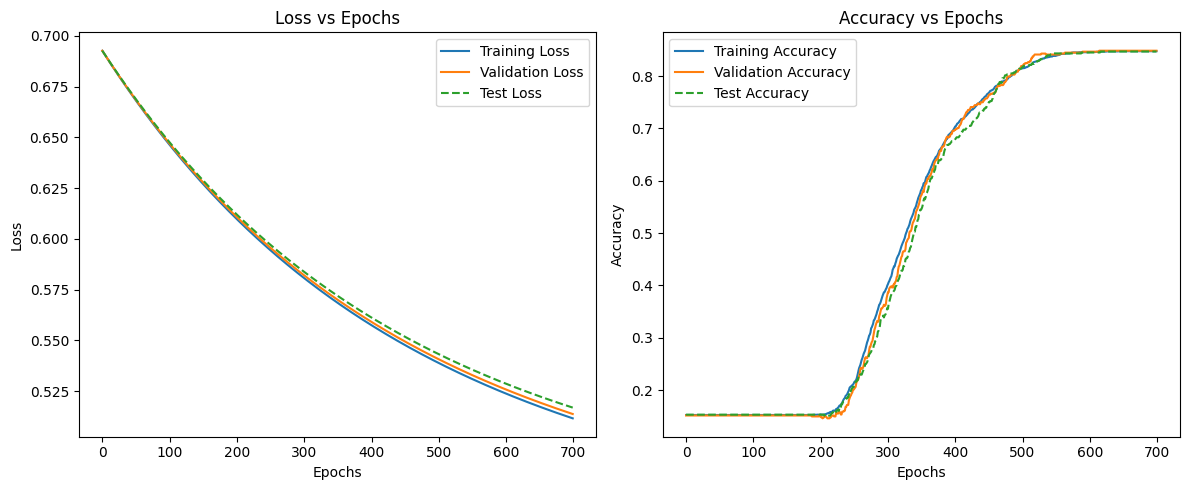 Loss vs Epochs
0.700
0.675
0.650
0.625
0.600
0.575
0.550
0.525
Loss
0 100 200 300 400 500 600 700
Epochs
Training Loss
Validation Loss
Test Loss
Accuracy vs Epochs
0.8
0.7
0.6
0.5
0.4
0.3
0.2
Accuracy
0 100 200 300 400 500 600 700
Epochs
Training Accuracy
Validation Accuracy
Test Accuracy